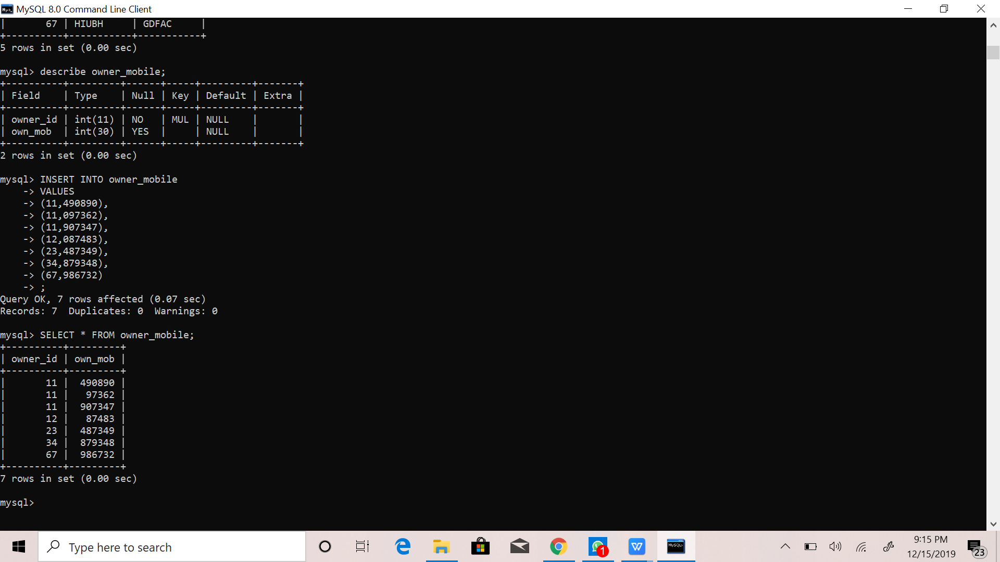 MySQL 8.0 Command Line Client
|       67 | HIUBH     | GDFAC     |
+----------+-----------+-----------+
5 rows in set (0.00 sec)
mysql> describe owner_mobile;
+----------+---------+------+-----+---------+-------+
| Field    | Type    | Null | Key | Default | Extra |
+----------+---------+------+-----+---------+-------+
| owner_id | int(11) | NO   | MUL | NULL    |       |
| own_mob  | int(30) | YES  |     | NULL    |       |
+----------+---------+------+-----+---------+-------+
2 rows in set (0.00 sec)
mysql> INSERT INTO owner_mobile
    -> VALUES
    -> (11,490890),
    -> (11,097362),
    -> (11,907347),
    -> (12,087483),
    -> (23,487349),
    -> (34,879348),
    -> (67,986732)
    -> ;
Query OK, 7 rows affected (0.07 sec)
Records: 7  Duplicates: 0  Warnings: 0
mysql> SELECT * FROM owner_mobile;
+----------+---------+
| owner_id | own_mob |
+----------+---------+
|       11 |  490890 |
|       11 |   97362 |
|       11 |  907347 |
|       12 |   87483 |
|       23 |  487349 |
|       34 |  879348 |
|       67 |  986732 |
+----------+---------+
7 rows in set (0.00 sec)
mysql>
Type here to search
1
MySQL
9:15 PM
12/15/2019
23